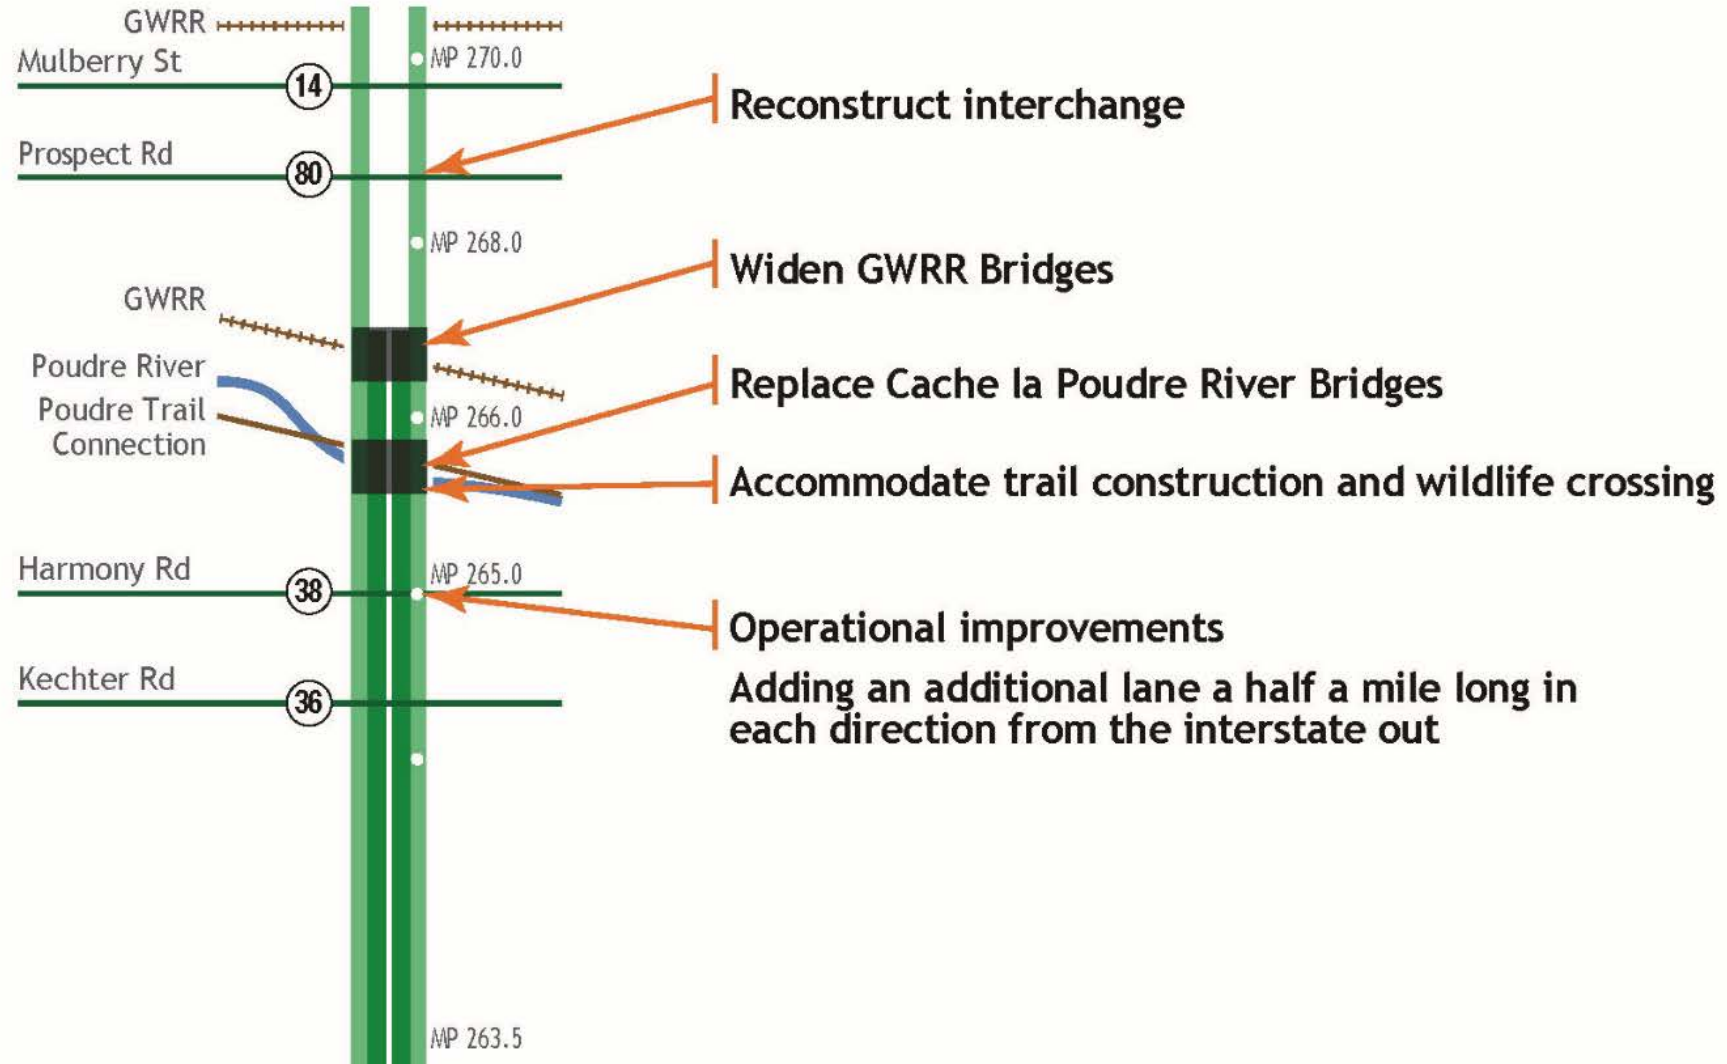 GWRR
MP 270.0
Mulberry St
14
Reconstruct interchange
Prospect Rd
80
MP 268.0
Widen GWRR Bridges
GWRR
Poudre River
Replace Cache la Poudre River Bridges
Poudre Trail
Connection
MP 266.0
Accommodate trail construction and wildlife crossing
Harmony Rd
MP 265.0
38
Operational improvements
Kechter Rd
36
Adding an additional lane a half a mile long in
each direction from the interstate out
MP 263.5